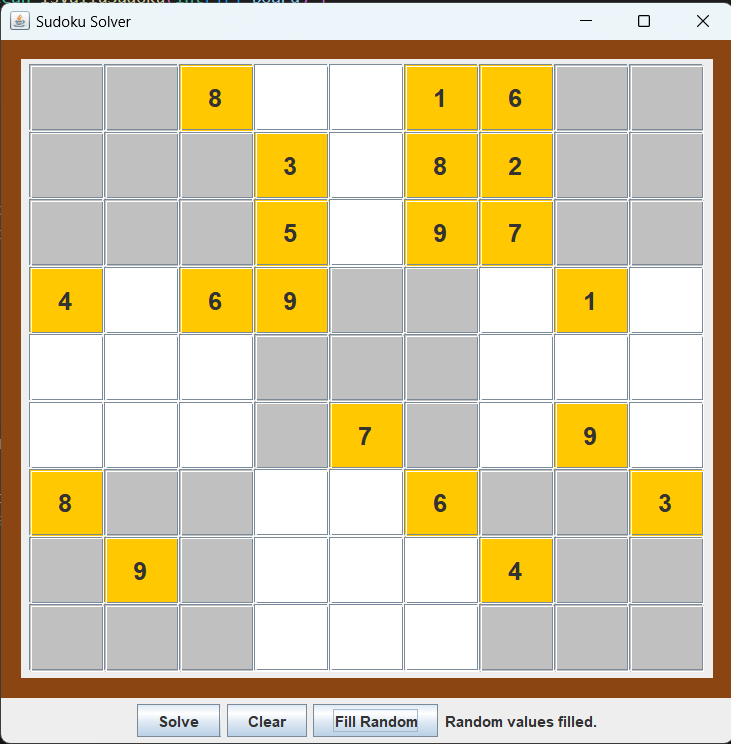 Sudoku Solver
8 1 6
3 8 2
5 9 7
4 6 9 1
7 9
8 6 3
9 4
Solve Clear Fill Random Random values filled.